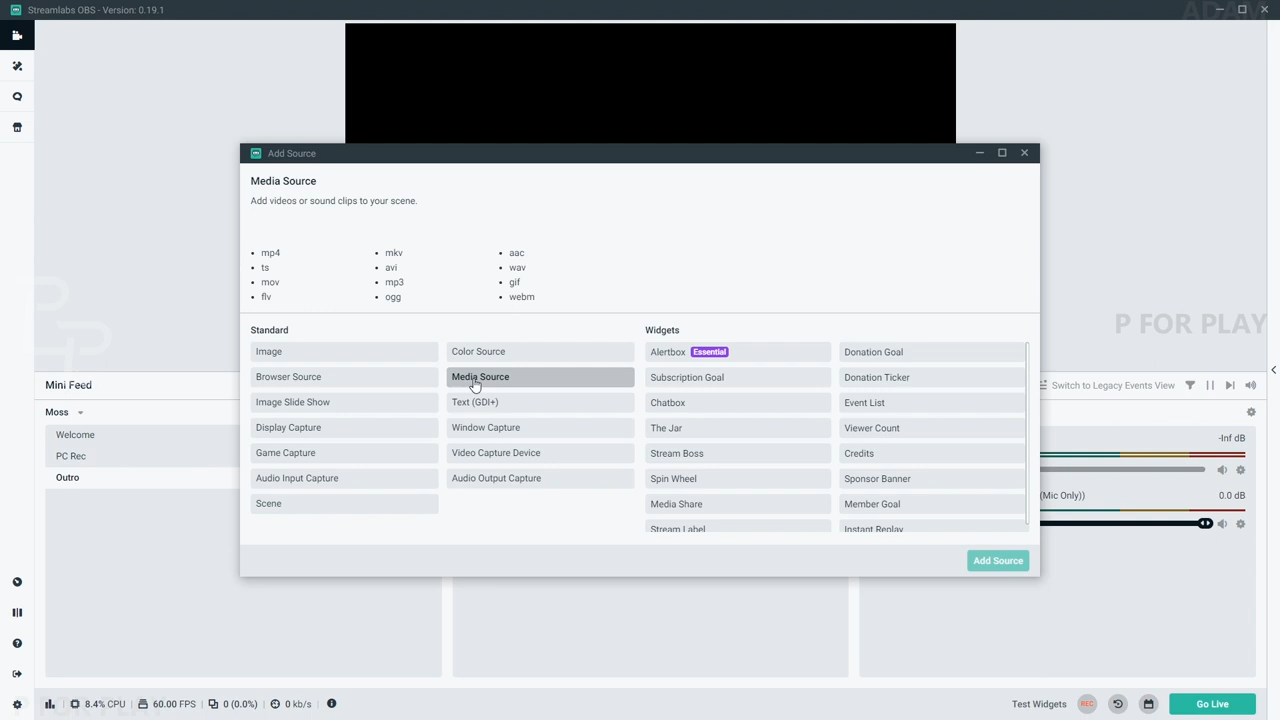 Streamlabs OBS - Version: 0.19.1
ADAM
Add Source
Media Source
Add videos or sound clips to your scene.
mp4
ts
mov
flv
mkv
avi
mp3
ogg
aac
wav
gif
webm
Standard
Image
Color Source
Browser Source
Media Source
Image Slide Show
Text (GDI+)
Display Capture
Window Capture
Game Capture
Video Capture Device
Audio Input Capture
Audio Output Capture
Scene
Widgets
Alertbox Essential
Donation Goal
Subscription Goal
Donation Ticker
Chatbox
Event List
The Jar
Viewer Count
Stream Boss
Credits
Spin Wheel
Sponsor Banner
Media Share
Member Goal
Stream Label
Instant Replay
Add Source
P FOR PLAY
Mini Feed
Switch to Legacy Events View
Moss
Welcome
PC Rec
Outro
-Inf dB
(Mic Only))
0.0 dB
8.4% CPU
60.00 FPS
0 (0.0%)
0 kb/s
Test Widgets
REC
Go Live